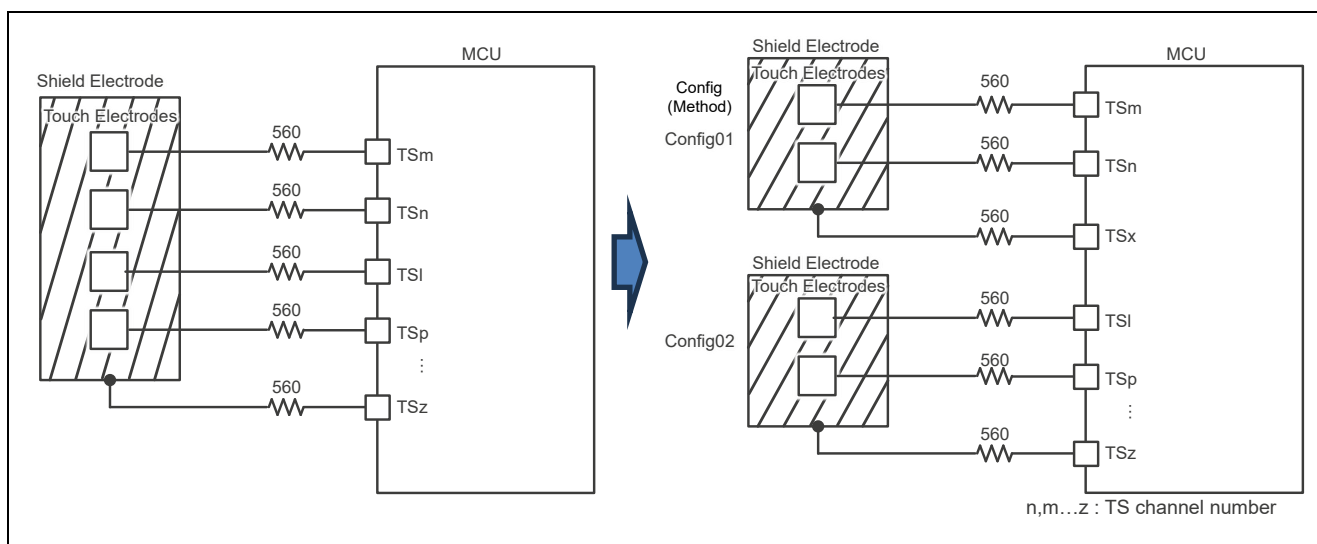 MCU
Shield Electrode
Touch Electrodes
560
TSm
560
TSn
560
TSl
560
TSp
⋮
560
TSz
MCU
Shield Electrode
Touch Electrodes
Config
(Method)
Config01
560
TSm
560
TSn
560
TSx
Shield Electrode
Touch Electrodes
Config02
560
TSl
560
TSp
⋮
560
TSz
n,m…z : TS channel number